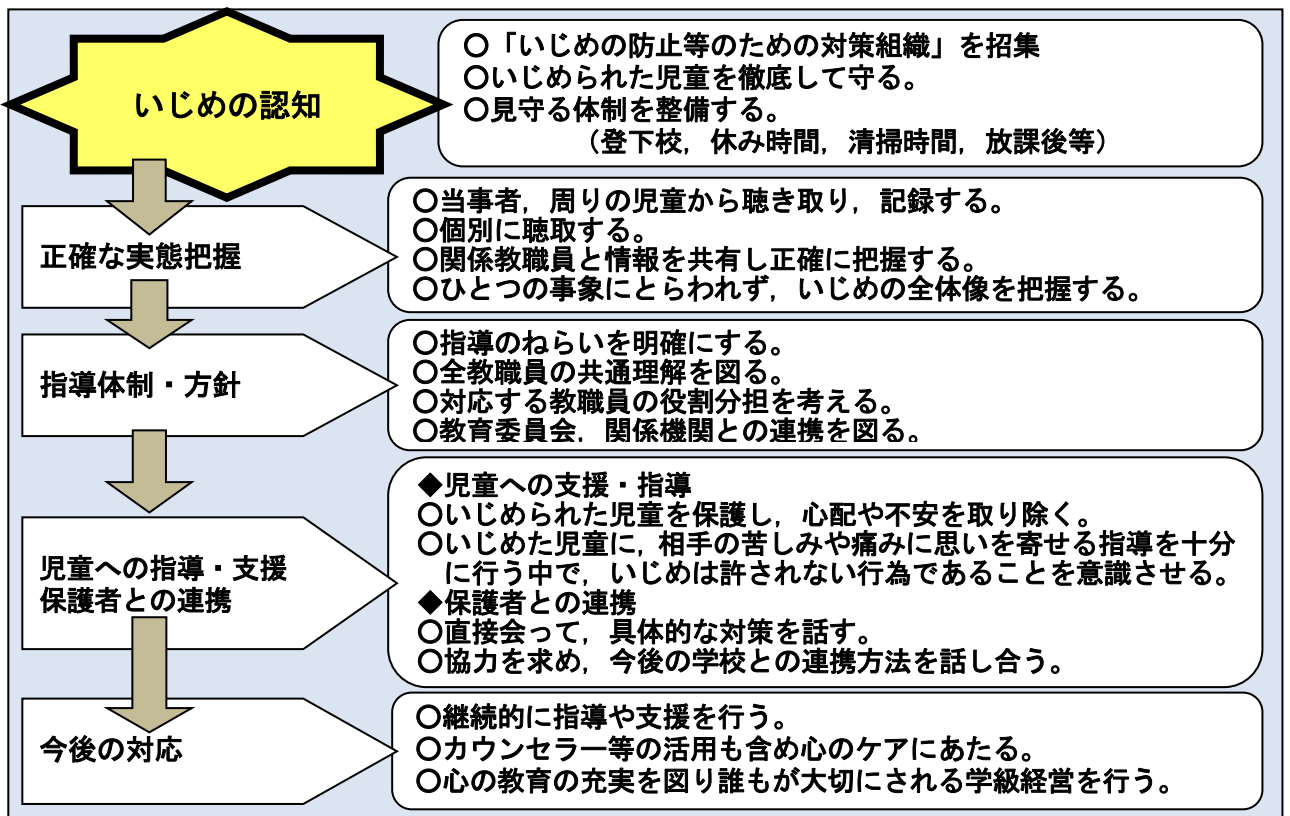 いじめの認知
○「いじめの防止等のための対策組織」を招集
○いじめられた児童を徹底して守る。
○見守る体制を整備する。
(登下校，休み時間，清掃時間，放課後等)
正確な実態把握
○当事者，周りの児童から聴き取り，記録する。
○個別に聴取する。
○関係教職員と情報を共有し正確に把握する。
○ひとつの事象にとらわれず，いじめの全体像を把握する。
指導体制・方針
○指導のねらいを明確にする。
○全教職員の共通理解を図る。
○対応する教職員の役割分担を考える。
○教育委員会，関係機関との連携を図る。
児童への指導・支援
保護者との連携
◆児童への支援・指導
○いじめられた児童を保護し，心配や不安を取り除く。
○いじめた児童に，相手の苦しみや痛みに思いを寄せる指導を十分
に行う中で，いじめは許されない行為であることを意識させる。
◆保護者との連携
○直接会って，具体的な対策を話す。
○協力を求め，今後の学校との連携方法を話し合う。
今後の対応
○継続的に指導や支援を行う。
○カウンセラー等の活用も含め心のケアにあたる。
○心の教育の充実を図り誰もが大切にされる学級経営を行う。